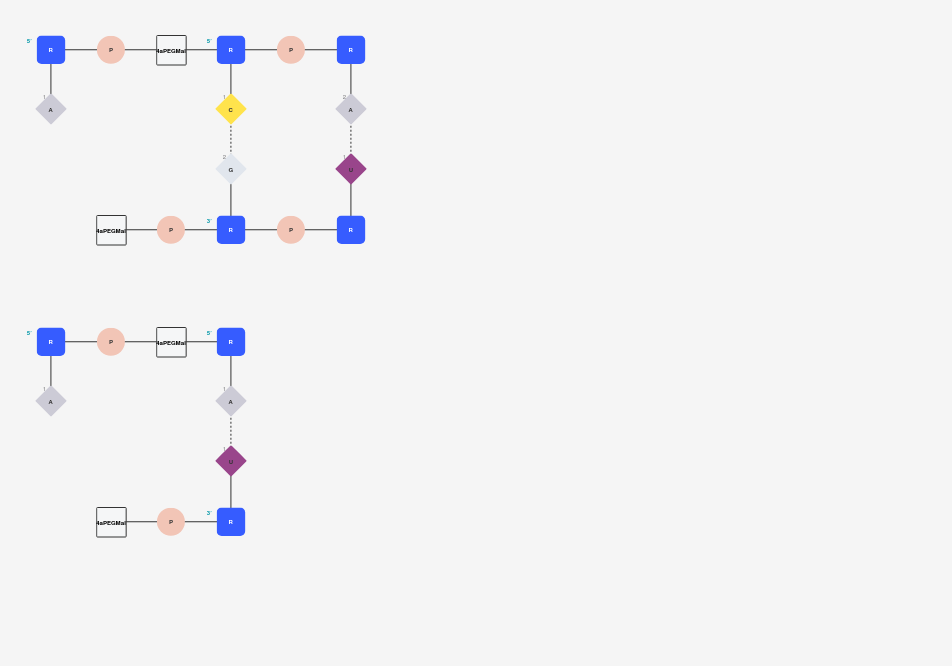 5' R P 4aPEGMal 5' R P R
1 A 1 C 2 A
2 G 1 U
4aPEGMal P 3' R P R
5' R P 4aPEGMal 5' R
1 A 1 A
1 U
4aPEGMal P 3' R